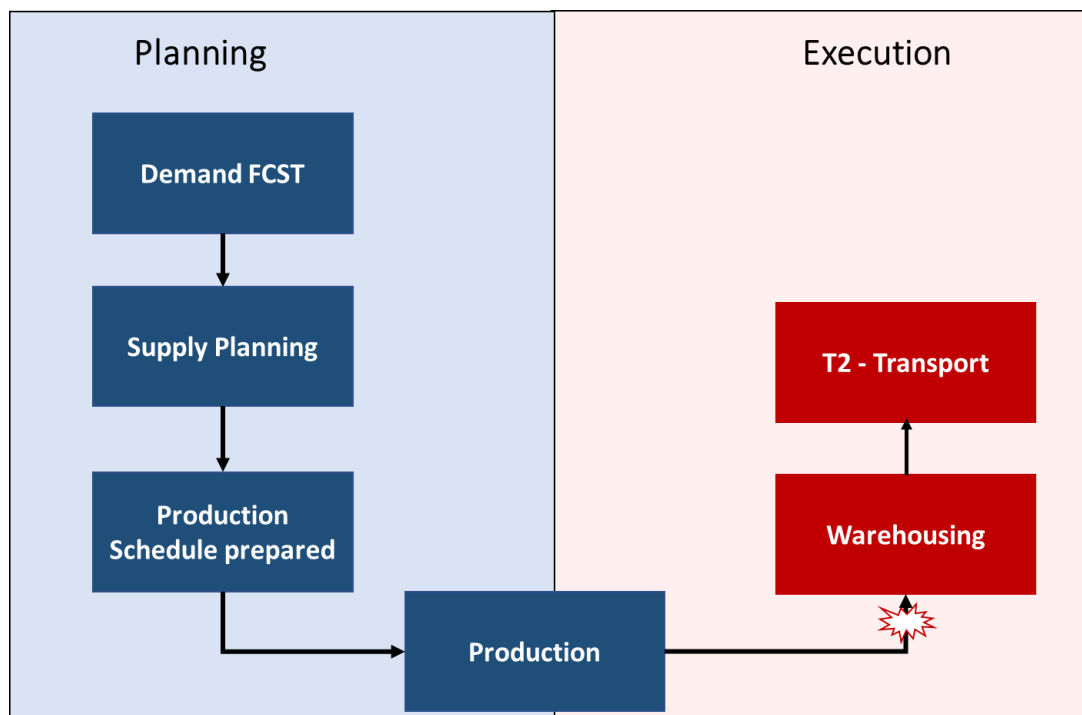 Planning
Execution
Demand FCST
Supply Planning
T2 - Transport
Production
Schedule prepared
Warehousing
Production